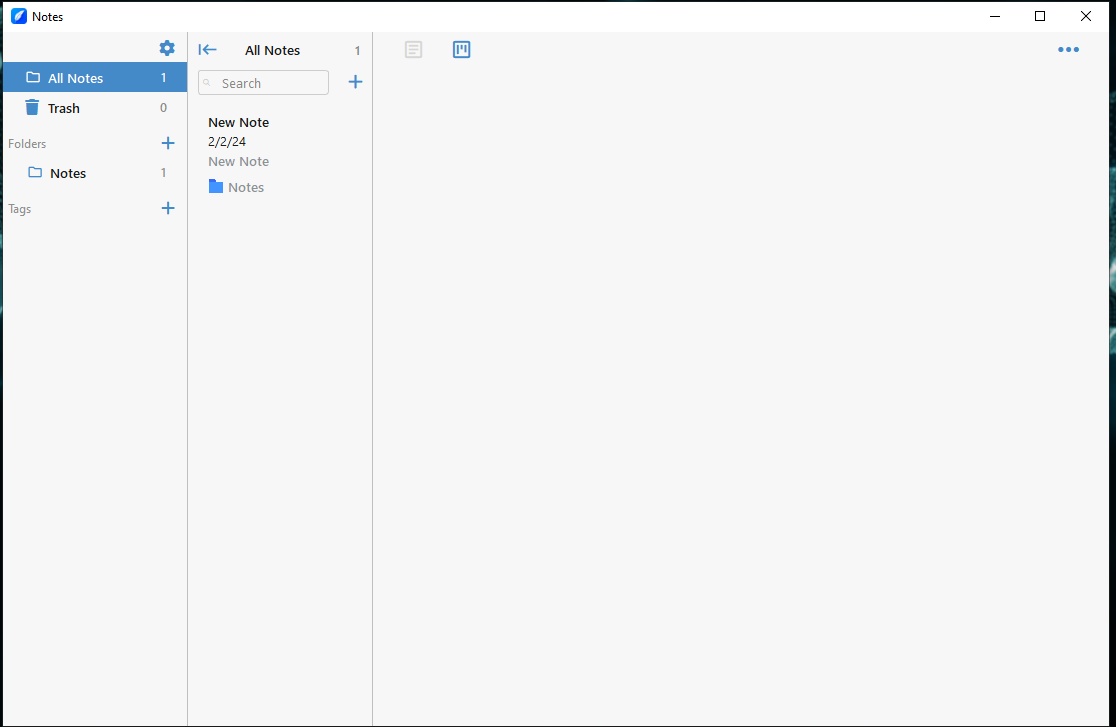 Notes
All Notes 1
Trash 0
Folders
Notes 1
Tags
All Notes 1
Search
New Note
2/2/24
New Note
Notes